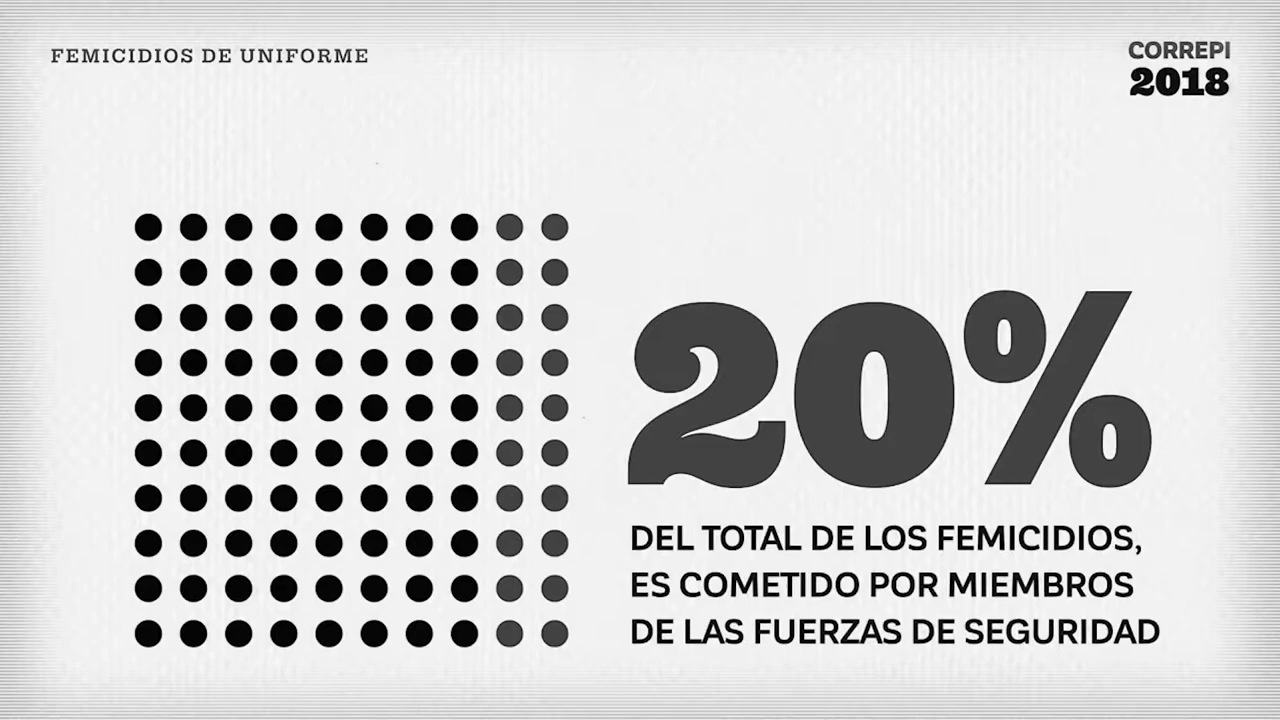 FEMICIDIOS DE UNIFORME
CORREPI
2018
20%
DEL TOTAL DE LOS FEMICIDIOS,
ES COMETIDO POR MIEMBROS
DE LAS FUERZAS DE SEGURIDAD